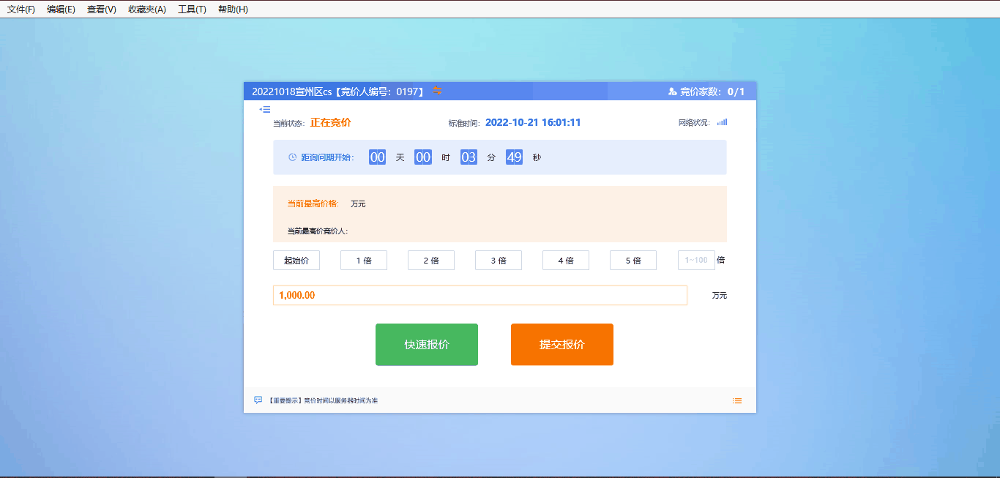 文件(F) 编辑(E) 查看(V) 收藏夹(A) 工具(T) 帮助(H)
20221018宣州区cs【竞价人编号：0197】 竞价家数：0/1
当前状态： 正在竞价 标准时间： 2022-10-21 16:01:11 网络状况：
距询问期开始： 00 天 00 时 03 分 49 秒
当前最高价格: 万元
当前最高价竞价人:
起始价 1 倍 2 倍 3 倍 4 倍 5 倍 1~100 倍
1,000.00 万元
快速报价 提交报价
【重要提示】竞价时间以服务器时间为准